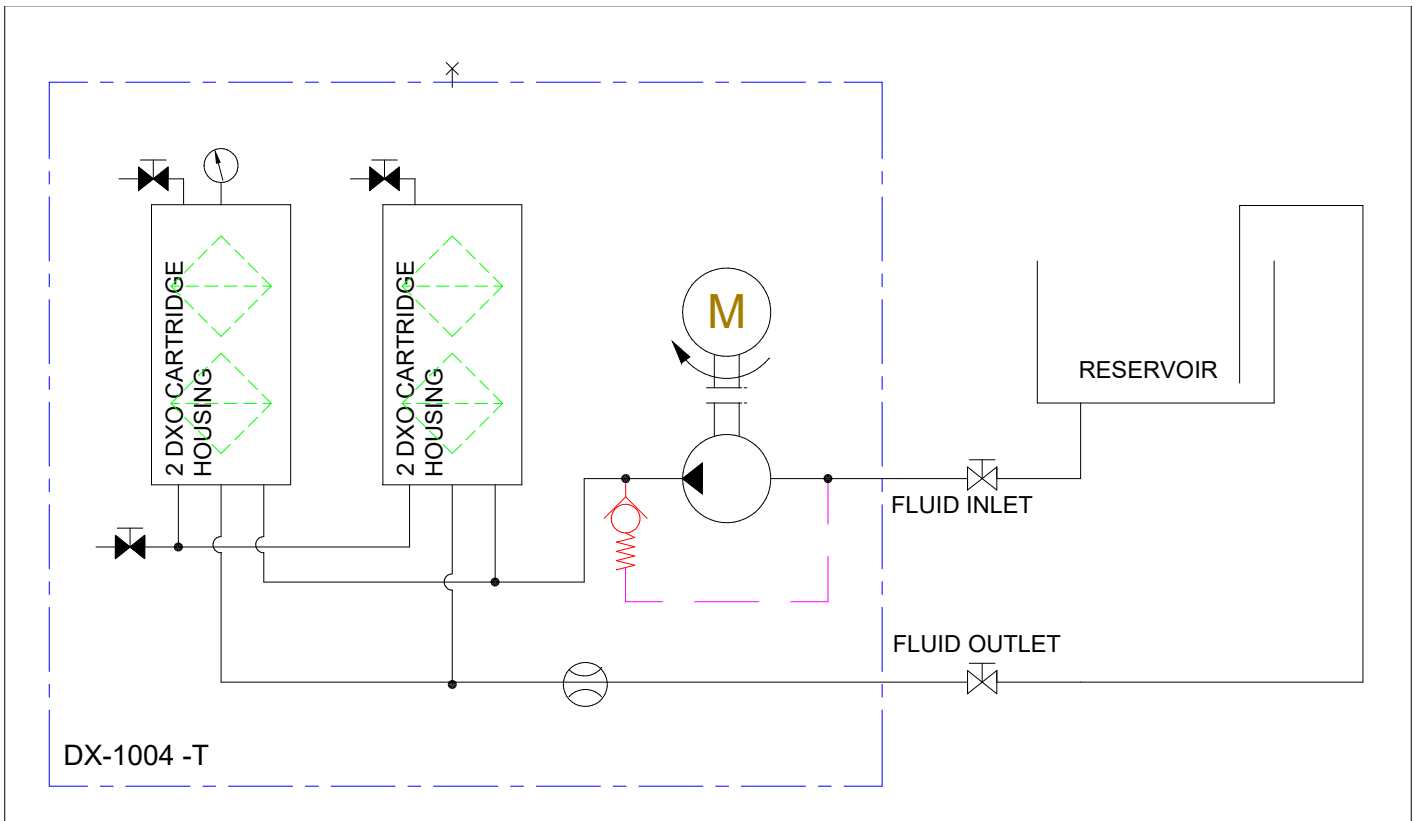 2 DXO CARTRIDGE
HOUSING
2 DXO CARTRIDGE
HOUSING
M
RESERVOIR
FLUID INLET
FLUID OUTLET
DX-1004 -T